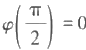 φ(π/2) = 0